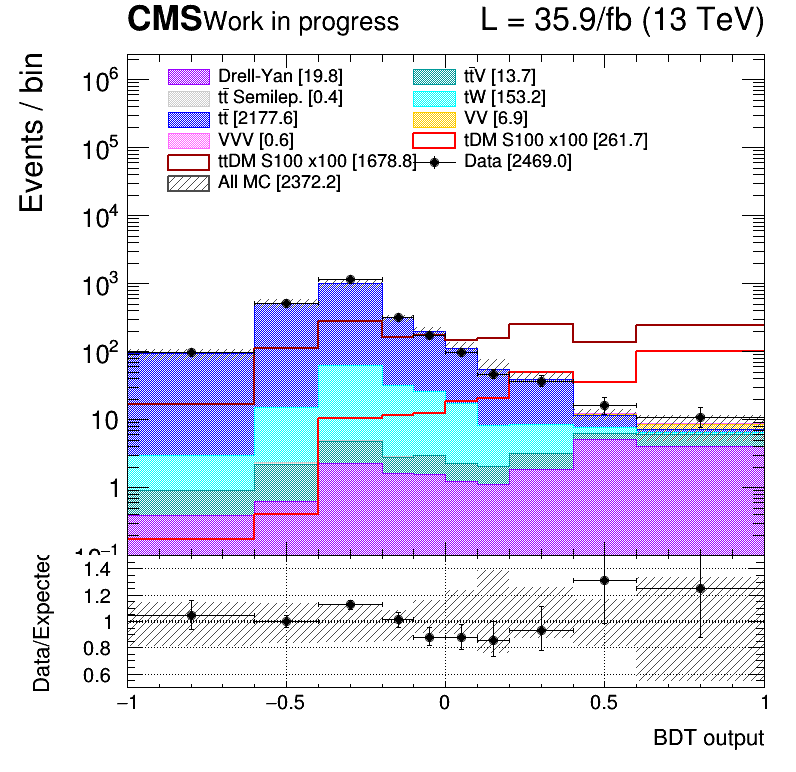 CMS Work in progress L = 35.9/fb (13 TeV)
Events / bin
10⁶
10⁵
10⁴
10³
10²
10
1
10⁻¹
Drell-Yan [19.8] tt̄V [13.7]
tt̄ Semilep. [0.4] tW [153.2]
tt̄ [2177.6] VV [6.9]
VVV [0.6] tDM S100 x100 [261.7]
ttDM S100 x100 [1678.8] Data [2469.0]
All MC [2372.2]
Data/Expected
1.4
1.2
1
0.8
0.6
−1 −0.5 0 0.5 1
BDT output